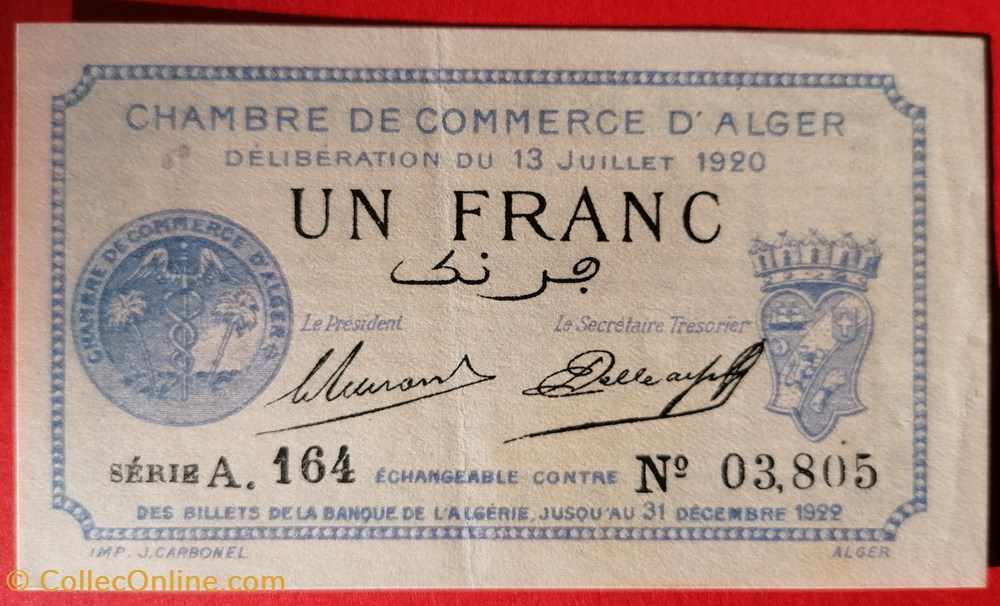 CHAMBRE DE COMMERCE D'ALGER
DÉLIBÉRATION DU 13 JUILLET 1920
UN FRANC
فرنك
CHAMBRE DE COMMERCE D'ALGER
Le Président
Le Secrétaire Trésorier
SÉRIE A. 164
ÉCHANGEABLE CONTRE
Nº 03,805
DES BILLETS DE LA BANQUE DE L'ALGÉRIE, JUSQU'AU 31 DÉCEMBRE 1922
IMP. J. CARBONEL
ALGER
© CollecOnline.com